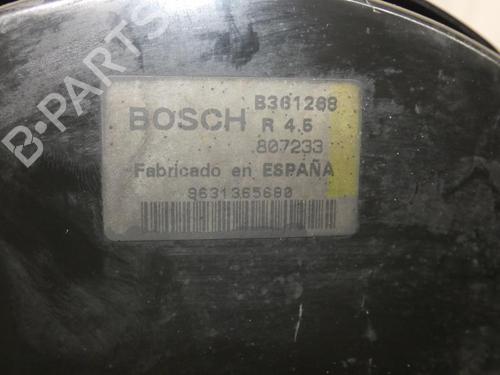 B-PARTS
BOSCH
B361268
R 4.5
807233
Fabricado en ESPAÑA
9631365680